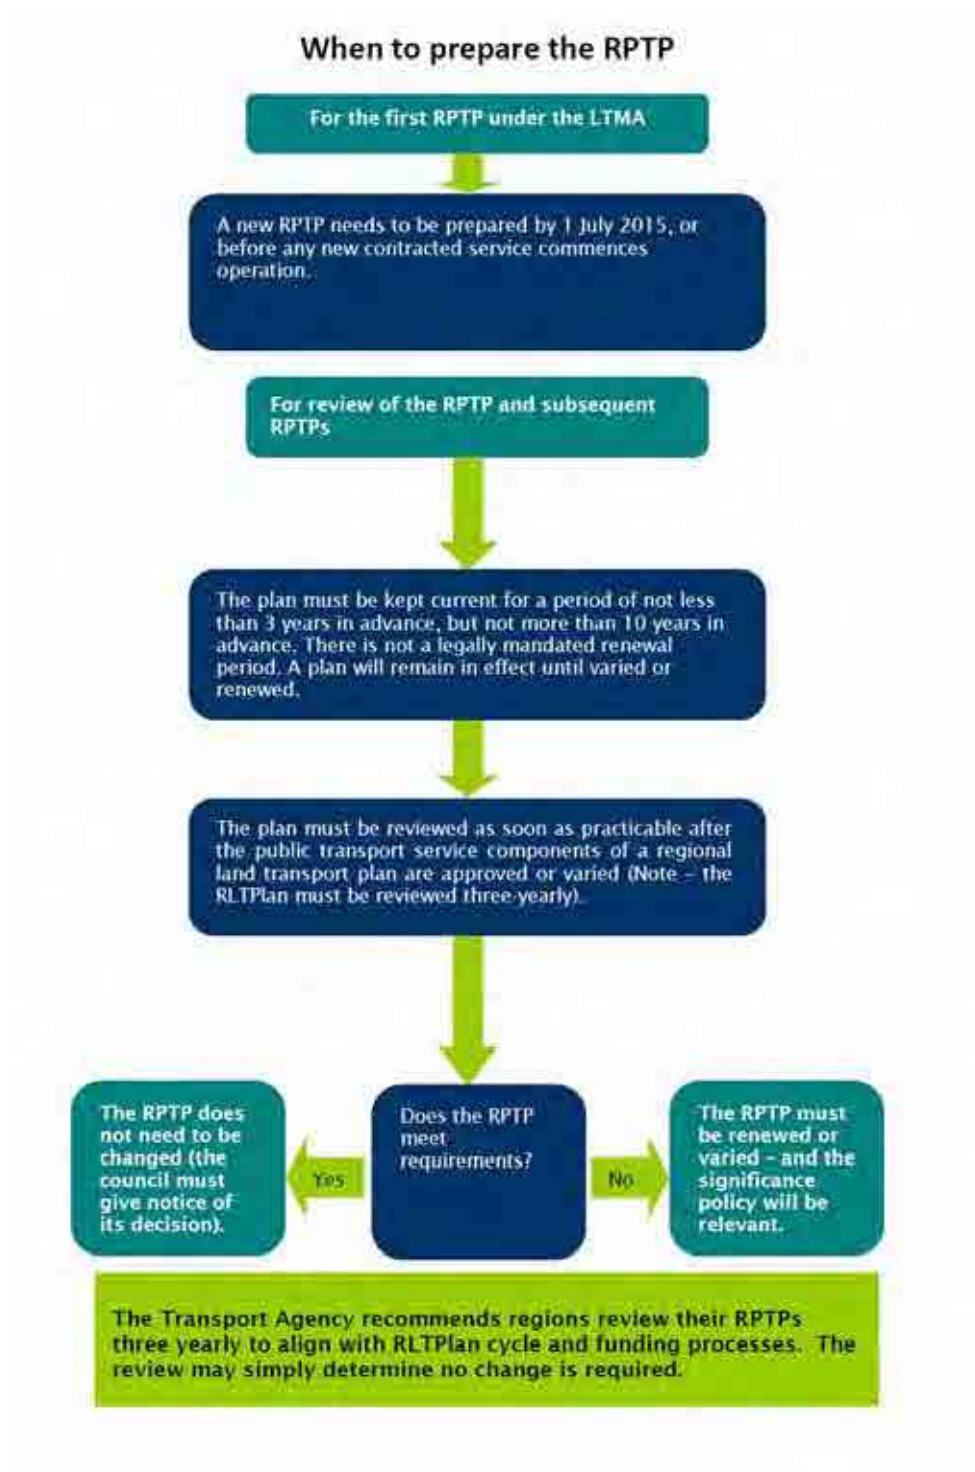 When to prepare the RPTP
For the first RPTP under the LTMA
A new RPTP needs to be prepared by 1 July 2015, or
before any new contracted service commences
operation.
For review of the RPTP and subsequent
RPTPs
The plan must be kept current for a period of not less
than 3 years in advance, but not more than 10 years in
advance. There is not a legally mandated renewal
period. A plan will remain in effect until varied or
renewed.
The plan must be reviewed as soon as practicable after
the public transport service components of a regional
land transport plan are approved or varied (Note – the
RLTPlan must be reviewed three-yearly).
The RPTP does
not need to be
changed (the
council must
give notice of
its decision).
Yes
Does the RPTP
meet
requirements?
No
The RPTP must
be renewed or
varied – and the
significance
policy will be
relevant.
The Transport Agency recommends regions review their RPTPs
three yearly to align with RLTPlan cycle and funding processes. The
review may simply determine no change is required.